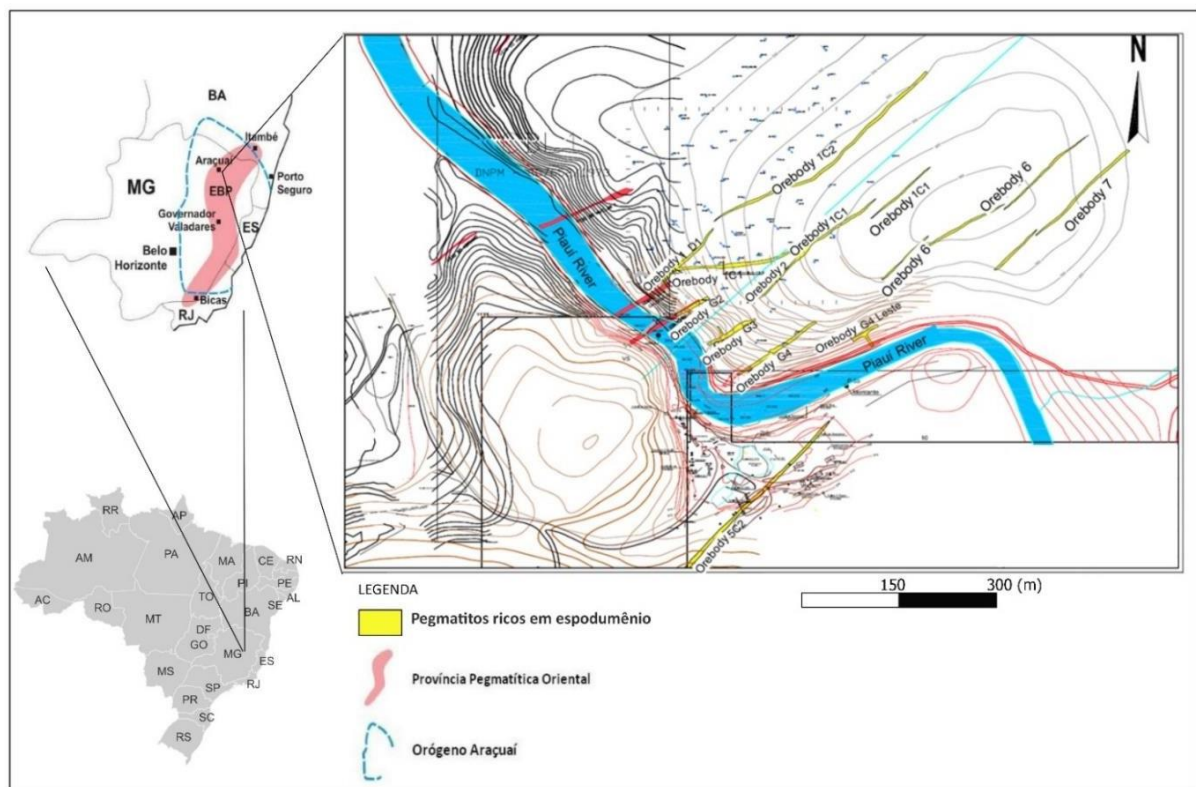 BA
Itambé
Araçuaí
MG
EBP
Porto
Seguro
Governador
Valadares
ES
Belo
Horizonte
Bicas
RJ
N
DNPM
Piauí River
Orebody 1C2
Orebody 1 D1
Orebody 1C1
Orebody 1C1
Orebody 1C1
Orebody 2
Orebody 6
Orebody 6
Orebody 7
Orebody G2
Orebody G3
Orebody G4
Orebody G4 Leste
Piauí River
Orebody 5C2
RR
AP
AM
PA
MA
CE
RN
PI
PE
AL
SE
AC
RO
TO
BA
MT
DF
GO
MG
ES
MS
SP
RJ
PR
SC
RS
LEGENDA
Pegmatitos ricos em espodumênio
Província Pegmatítica Oriental
Orógeno Araçuaí
150 300 (m)